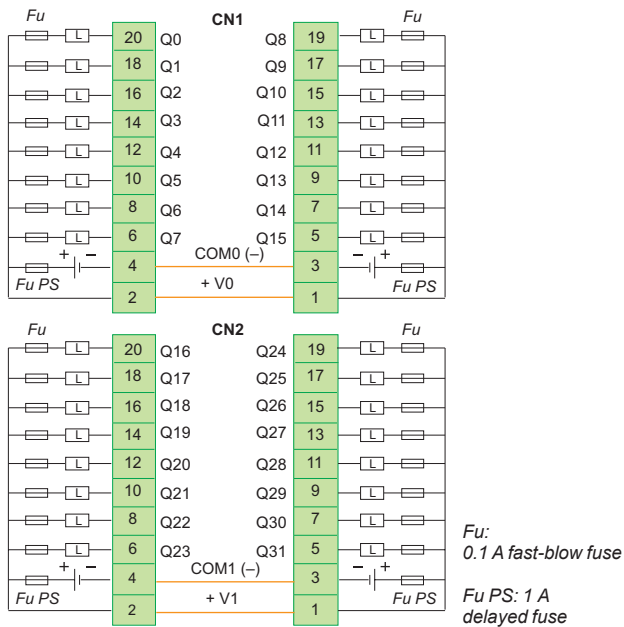 Fu CN1 Fu
L 20 Q0 Q8 19 L
L 18 Q1 Q9 17 L
L 16 Q2 Q10 15 L
L 14 Q3 Q11 13 L
L 12 Q4 Q12 11 L
L 10 Q5 Q13 9 L
L 8 Q6 Q14 7 L
L 6 Q7 Q15 5 L
+ – 4 COM0 (–) 3 – +
Fu PS 2 + V0 1 Fu PS
Fu CN2 Fu
L 20 Q16 Q24 19 L
L 18 Q17 Q25 17 L
L 16 Q18 Q26 15 L
L 14 Q19 Q27 13 L
L 12 Q20 Q28 11 L
L 10 Q21 Q29 9 L
L 8 Q22 Q30 7 L
L 6 Q23 Q31 5 L
+ – 4 COM1 (–) 3 – +
Fu PS 2 + V1 1 Fu PS
Fu:
0.1 A fast-blow fuse
Fu PS: 1 A
delayed fuse